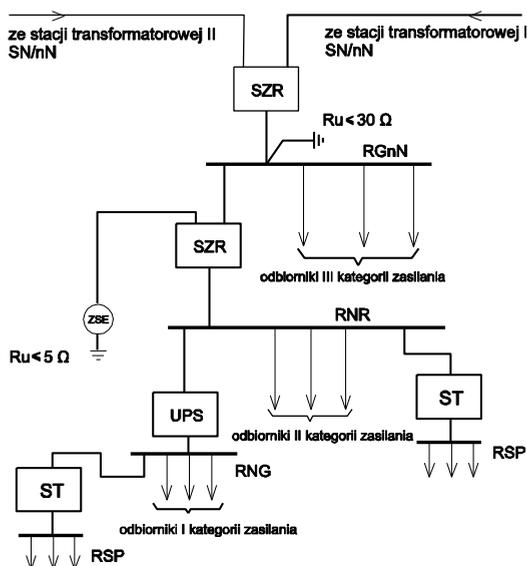 ze stacji transformatorowej II
SN/nN
ze stacji transformatorowej I
SN/nN
SZR
Ru≤30 Ω
RGnN
SZR
odbiorniki III kategorii zasilania
ZSE
RNR
Ru≤5 Ω
ST
UPS
odbiorniki II kategorii zasilania
RSP
RNG
ST
odbiorniki I kategorii zasilania
RSP